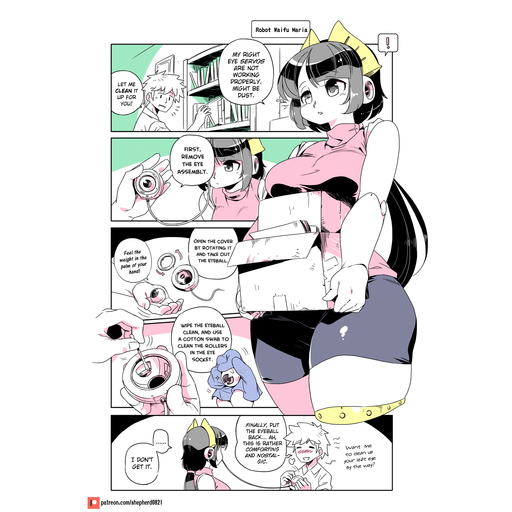 Robot Waifu Maria
!
MY RIGHT
EYE SERVOS
ARE NOT
WORKING
PROPERLY.
MIGHT BE
DUST.
LET ME
CLEAN IT
UP FOR
YOU!
FIRST,
REMOVE
THE EYE
ASSEMBLY.
OPEN THE COVER
BY ROTATING IT
AND TAKE OUT
THE EYEBALL.
Feel the
weight in the
palm of your
hand!
WIPE THE EYEBALL
CLEAN, AND USE
A COTTON SWAB TO
CLEAN THE ROLLERS
IN THE EYE
SOCKET.
FINALLY, PUT
THE EYEBALL
BACK... AH,
THIS IS RATHER
COMFORTING
AND NOSTAL-
GIC.
......
I DON'T
GET IT.
Want me
to clean up
your left eye
by the way?
patreon.com/shepherd0821